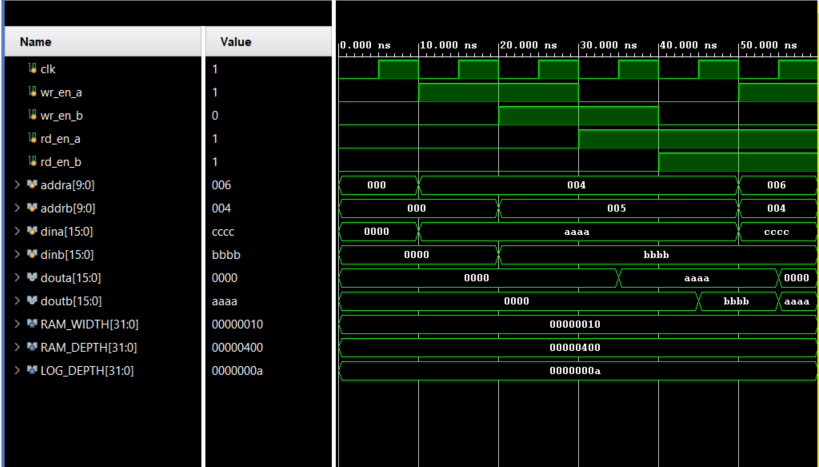 Name Value 0.000 ns 10.000 ns 20.000 ns 30.000 ns 40.000 ns 50.000 ns
clk 1
wr_en_a 1
wr_en_b 0
rd_en_a 1
rd_en_b 1
addra[9:0] 006 000 004 006
addrb[9:0] 004 000 005 004
dina[15:0] cccc 0000 aaaa cccc
dinb[15:0] bbbb 0000 bbbb
douta[15:0] 0000 0000 aaaa 0000
doutb[15:0] aaaa 0000 bbbb aaaa
RAM_WIDTH[31:0] 00000010 00000010
RAM_DEPTH[31:0] 00000400 00000400
LOG_DEPTH[31:0] 0000000a 0000000a